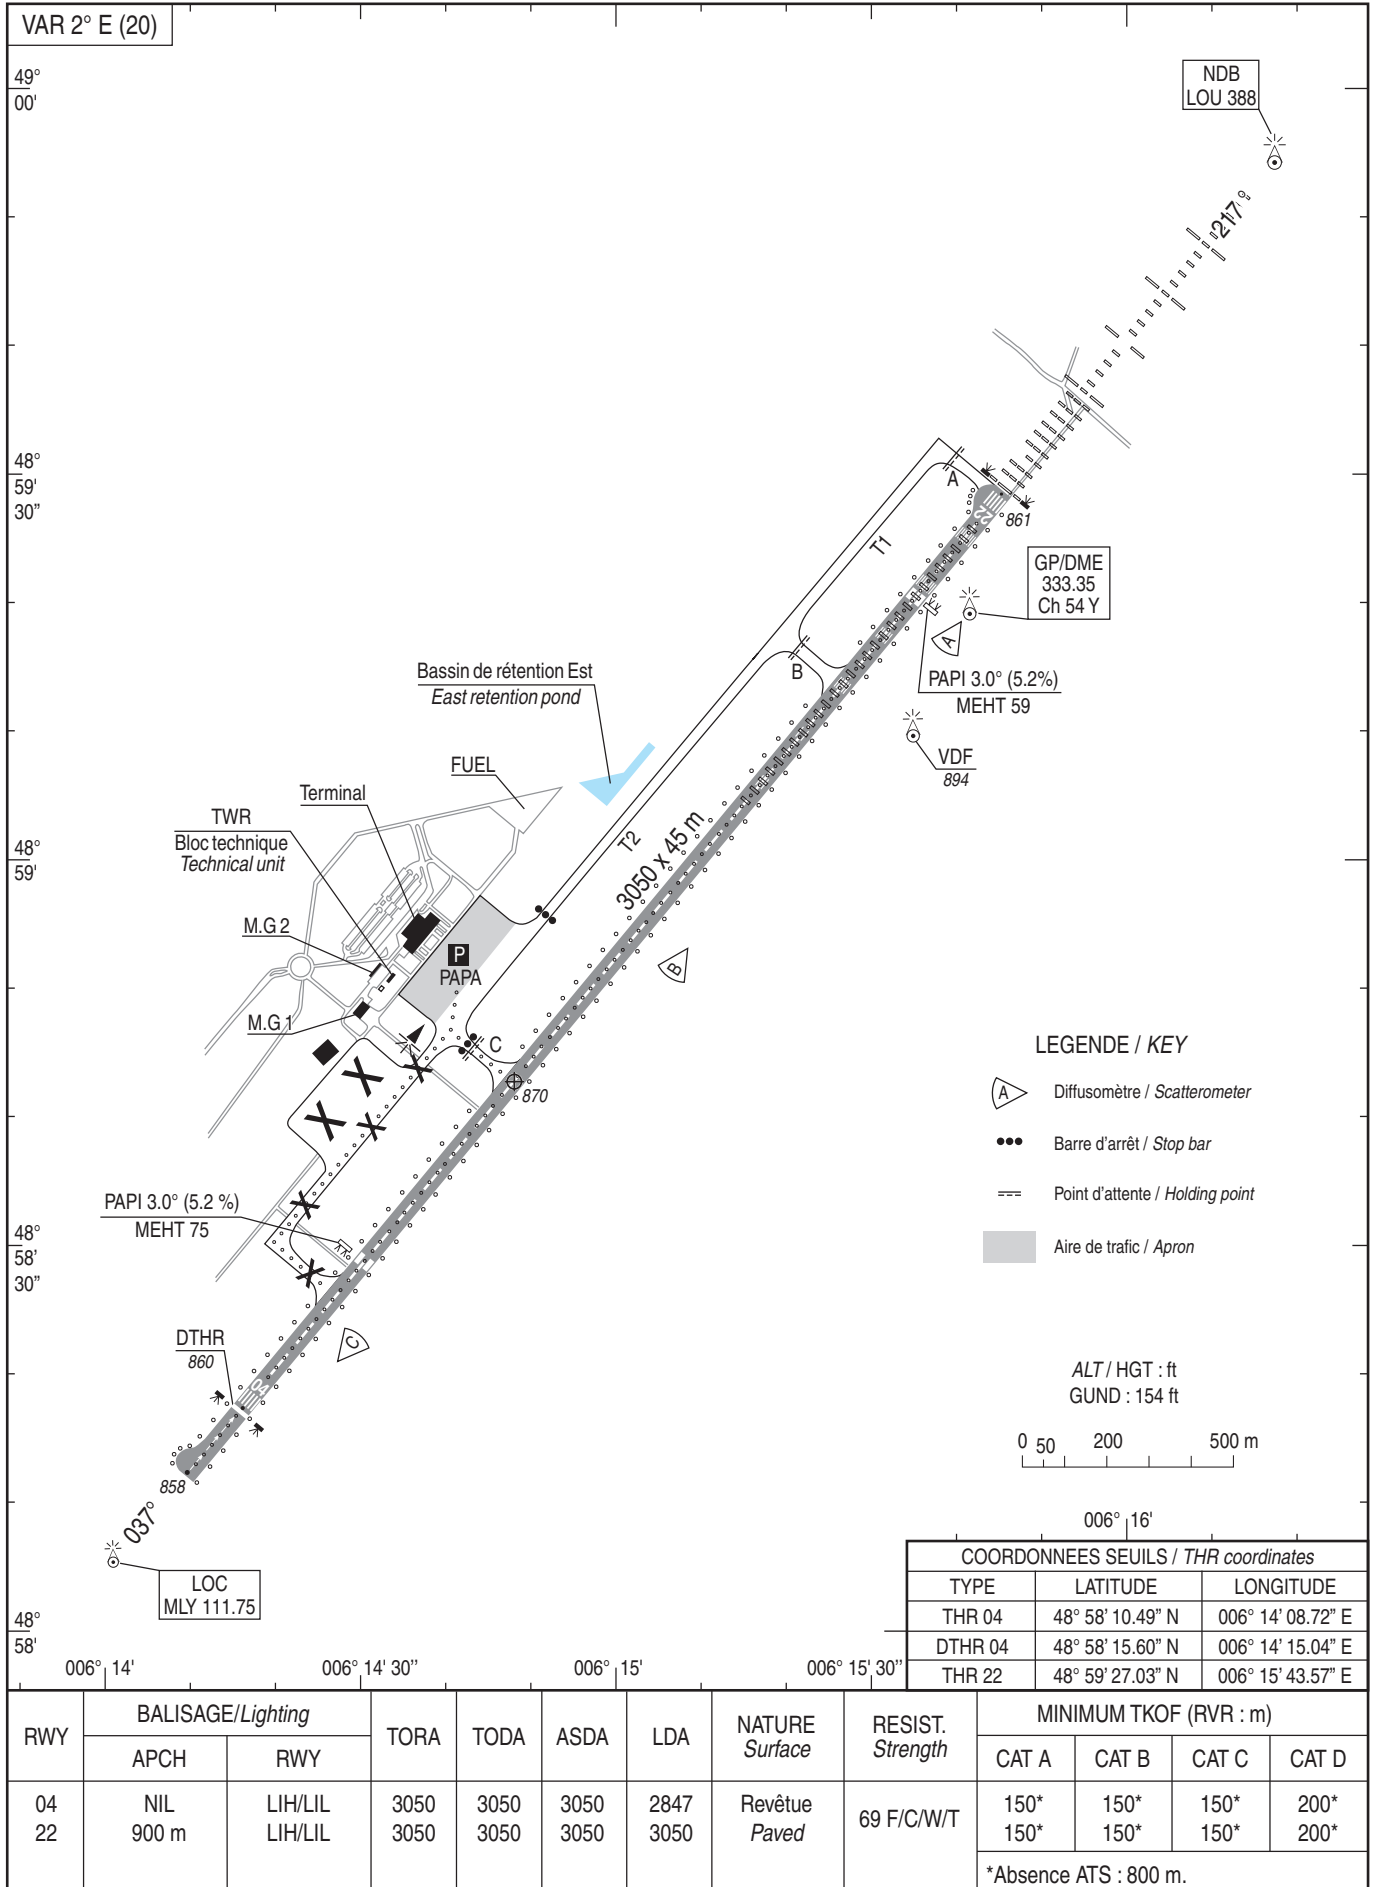 VAR 2° E (20)
49°
00'
NDB
LOU 388
217°
48°
59'
30"
A
22
861
T1
GP/DME
333.35
Ch 54 Y
A
B
PAPI 3.0° (5.2%)
MEHT 59
Bassin de rétention Est
East retention pond
VDF
894
FUEL
Terminal
TWR
Bloc technique
Technical unit
48°
59'
T2
3050 x 45 m
M.G 2
P
PAPA
B
M.G 1
C
870
LEGENDE / KEY
A Diffusomètre / Scatterometer
Barre d'arrêt / Stop bar
Point d'attente / Holding point
Aire de trafic / Apron
PAPI 3.0° (5.2 %)
MEHT 75
48°
58'
30"
C
DTHR
860
04
ALT / HGT : ft
GUND : 154 ft
0 50 200 500 m
858
037°
006° 16'
LOC
MLY 111.75
48°
58'
006° 14' 006° 14' 30" 006° 15' 006° 15' 30"
COORDONNEES SEUILS / THR coordinates
TYPE LATITUDE LONGITUDE
THR 04 48° 58' 10.49" N 006° 14' 08.72" E
DTHR 04 48° 58' 15.60" N 006° 14' 15.04" E
THR 22 48° 59' 27.03" N 006° 15' 43.57" E
RWY BALISAGE/Lighting TORA TODA ASDA LDA NATURE RESIST. MINIMUM TKOF (RVR : m)
Surface Strength
APCH RWY CAT A CAT B CAT C CAT D
04 NIL LIH/LIL 3050 3050 3050 2847 Revêtue 69 F/C/W/T 150* 150* 150* 200*
22 900 m LIH/LIL 3050 3050 3050 3050 Paved 150* 150* 150* 200*
*Absence ATS : 800 m.